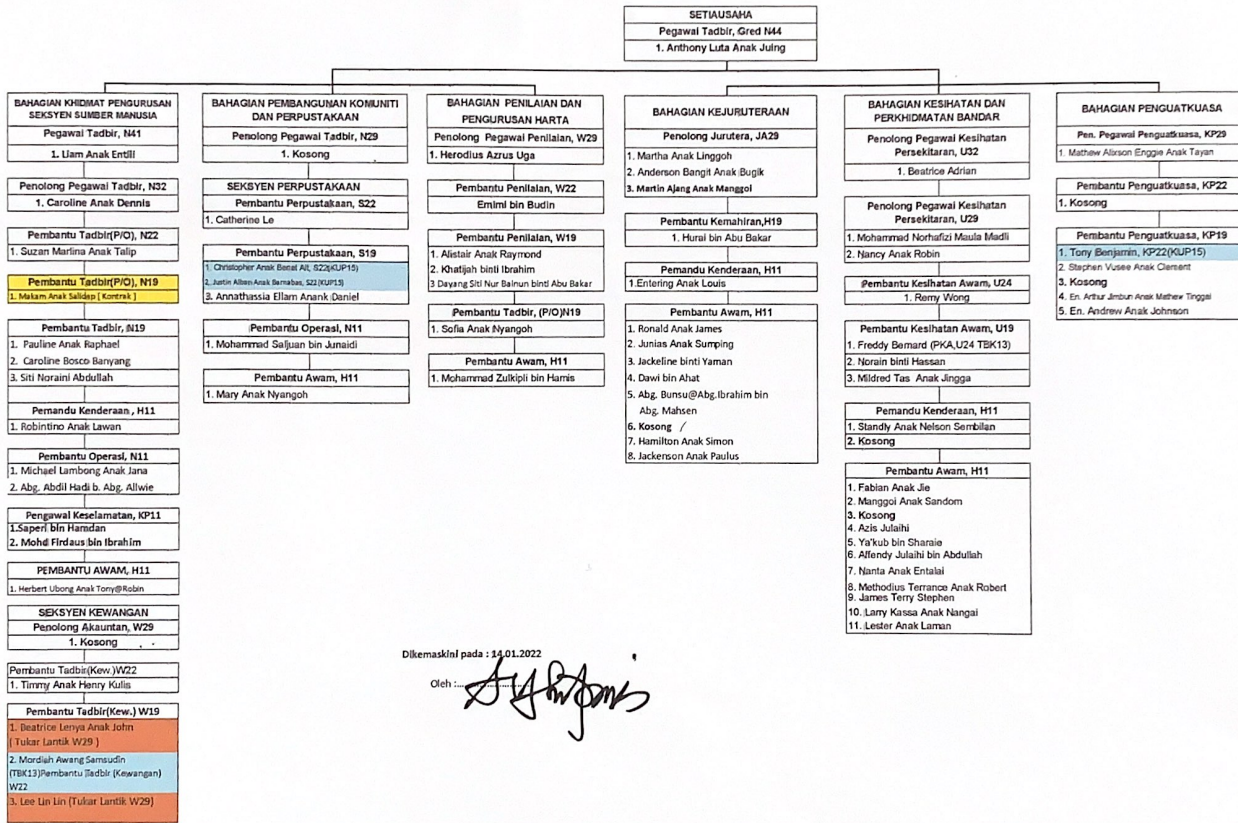 SETIAUSAHA
Pegawai Tadbir, Gred N44
1. Anthony Luta Anak Juing
BAHAGIAN KHIDMAT PENGURUSAN
SEKSYEN SUMBER MANUSIA
Pegawai Tadbir, N41
1. Liam Anak Entili
Penolong Pegawai Tadbir, N32
1. Caroline Anak Dennis
Pembantu Tadbir(P/O), N22
1. Suzan Marlina Anak Talip
Pembantu Tadbir(P/O), N19
1. Makam Anak Salidap [ Kontrak ]
Pembantu Tadbir, N19
1. Pauline Anak Raphael
2. Caroline Bosco Banyang
3. Siti Noraini Abdullah
Pemandu Kenderaan , H11
1. Robintino Anak Lawan
Pembantu Operasi, N11
1. Michael Lambong Anak Jana
2. Abg. Abdil Hadi b. Abg. Allwie
Pengawal Keselamatan, KP11
1.Saperi bin Hamdan
2. Mohd Firdaus bin Ibrahim
PEMBANTU AWAM, H11
1. Herbert Ubong Anak Tony@Robin
SEKSYEN KEWANGAN
Penolong Akauntan, W29
1. Kosong
Pembantu Tadbir(Kew.)W22
1. Timmy Anak Henry Kulis
Pembantu Tadbir(Kew.) W19
1. Beatrice Lenya Anak John
( Tukar Lantik W29 )
2. Mordiah Awang Samsudin
(TBK13)Pembantu Tadbir (Kewangan)
W22
3. Lee Lin Lin (Tukar Lantik W29)
BAHAGIAN PEMBANGUNAN KOMUNITI
DAN PERPUSTAKAAN
Penolong Pegawai Tadbir, N29
1. Kosong
SEKSYEN PERPUSTAKAAN
Pembantu Perpustakaan, S22
1. Catherine Le
Pembantu Perpustakaan, S19
1. Christopher Anak Benai Ali, S22(KUP15)
2. Justin Alban Anak Barnabas, S22 (KUP15)
3. Annathassia Ellam Anank Daniel
Pembantu Operasi, N11
1. Mohammad Saljuan bin Junaidi
Pembantu Awam, H11
1. Mary Anak Nyangoh
BAHAGIAN PENILAIAN DAN
PENGURUSAN HARTA
Penolong Pegawai Penilaian, W29
1. Herodius Azrus Uga
Pembantu Penilaian, W22
Emimi bin Budin
Pembantu Penilaian, W19
1. Alistair Anak Raymond
2. Khatijah binti Ibrahim
3 Dayang Siti Nur Bainun binti Abu Bakar
Pembantu Tadbir, (P/O)N19
1. Sofia Anak Nyangoh
Pembantu Awam, H11
1. Mohammad Zulkipli bin Hamis
BAHAGIAN KEJURUTERAAN
Penolong Jurutera, JA29
1. Martha Anak Linggoh
2. Anderson Bangit Anak Bugik
3. Martin Ajang Anak Manggoi
Pembantu Kemahiran,H19
1. Hurai bin Abu Bakar
Pemandu Kenderaan, H11
1.Entering Anak Louis
Pembantu Awam, H11
1. Ronald Anak James
2. Junias Anak Sumping
3. Jackeline binti Yaman
4. Dawi bin Ahat
5. Abg. Bunsu@Abg.Ibrahim bin
Abg. Mahsen
6. Kosong /
7. Hamilton Anak Simon
8. Jackenson Anak Paulus
BAHAGIAN KESIHATAN DAN
PERKHIDMATAN BANDAR
Penolong Pegawai Kesihatan
Persekitaran, U32
1. Beatrice Adrian
Penolong Pegawai Kesihatan
Persekitaran, U29
1. Mohammad Norhafizi Maula Madli
2. Nancy Anak Robin
Pembantu Kesihatan Awam, U24
1. Remy Wong
Pembantu Kesihatan Awam, U19
1. Freddy Bernard (PKA,U24 TBK13)
2. Norain binti Hassan
3. Mildred Tas Anak Jingga
Pemandu Kenderaan, H11
1. Standly Anak Nelson Sembilan
2. Kosong
Pembantu Awam, H11
1. Fabian Anak Jie
2. Manggoi Anak Sandom
3. Kosong
4. Azis Julaihi
5. Ya'kub bin Sharaie
6. Affendy Julaihi bin Abdullah
7. Nanta Anak Entalai
8. Methodius Terrance Anak Robert
9. James Terry Stephen
10. Larry Kassa Anak Nangai
11. Lester Anak Laman
BAHAGIAN PENGUATKUASA
Pen. Pegawai Penguatkuasa, KP29
1. Mathew Alixson Enggie Anak Tayan
Pembantu Penguatkuasa, KP22
1. Kosong
Pembantu Penguatkuasa, KP19
1. Tony Benjamin, KP22(KUP15)
2. Stephen Vusee Anak Clement
3. Kosong
4. En. Arthur Jimbun Anak Mathew Tinggai
5. En. Andrew Anak Johnson
Dikemaskini pada : 14.01.2022
Oleh :....................